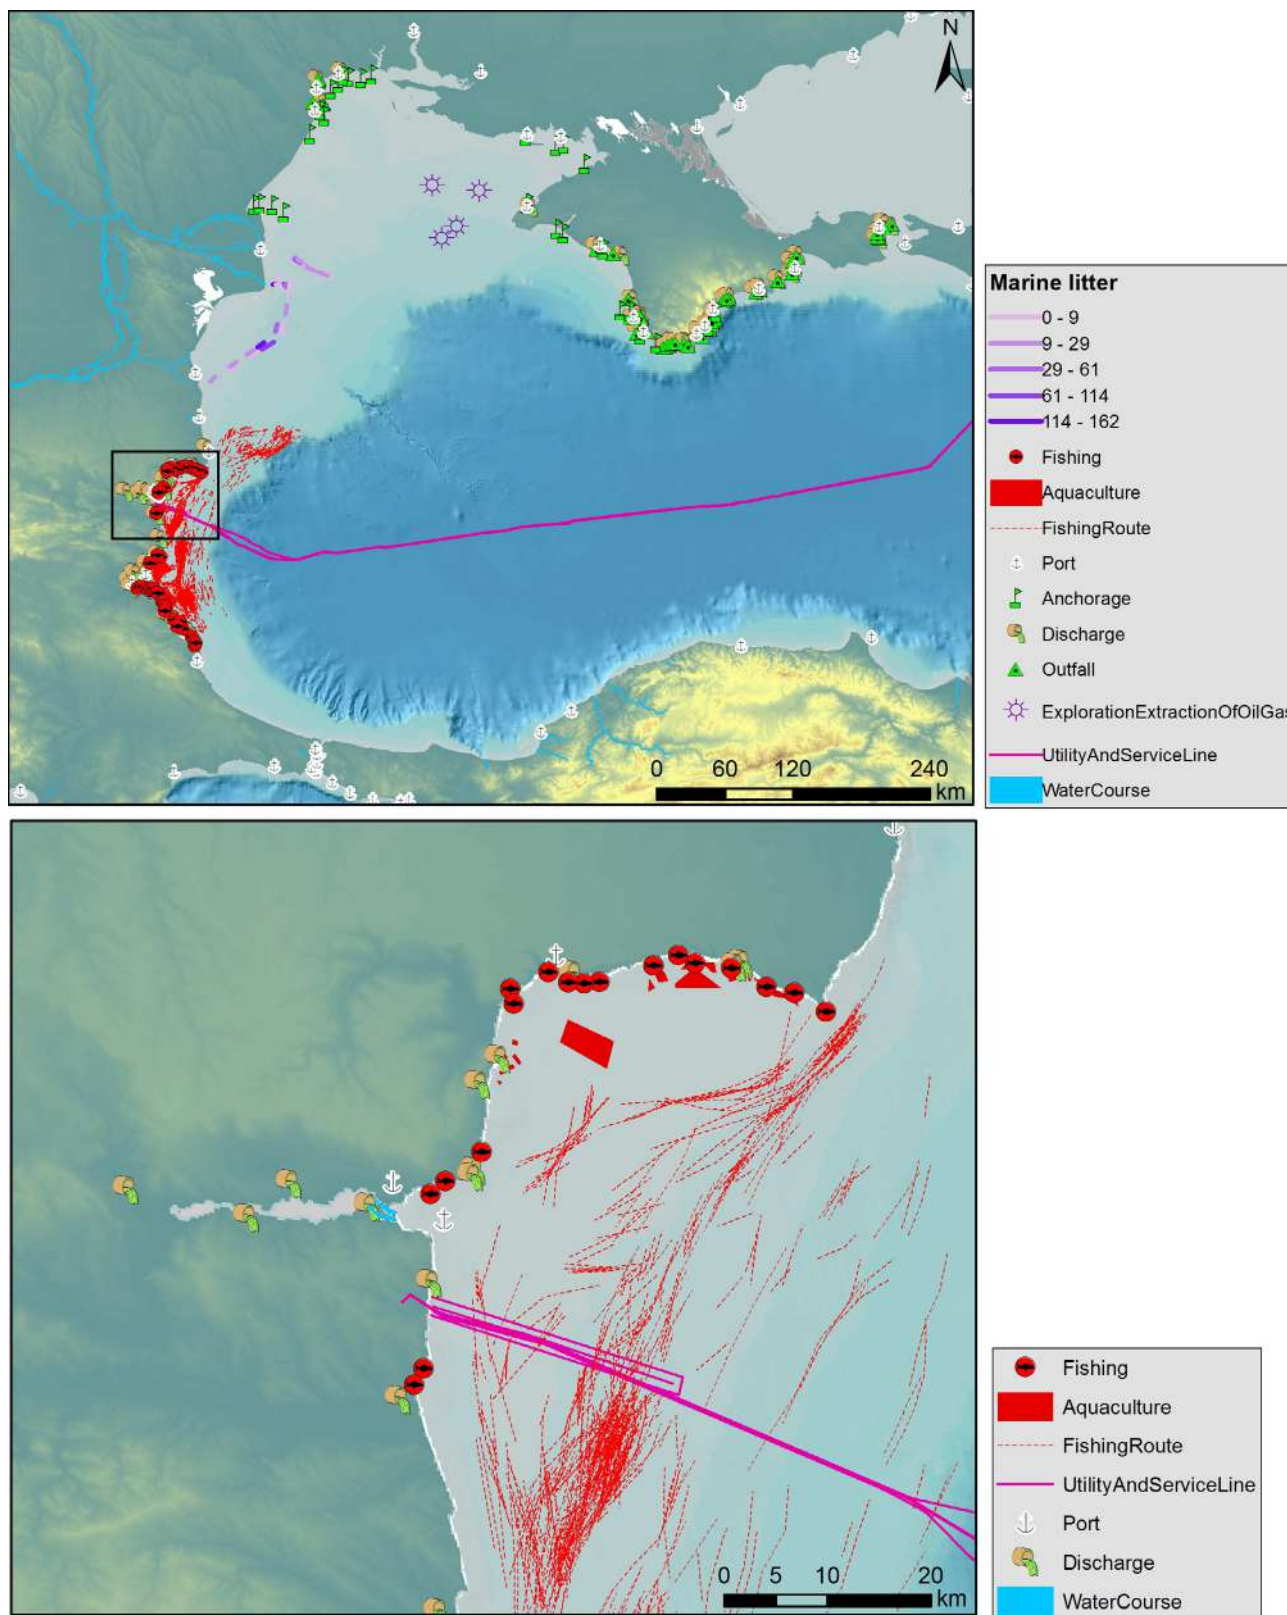 N
0 60 120 240
km
Marine litter
0 - 9
9 - 29
29 - 61
61 - 114
114 - 162
Fishing
Aquaculture
FishingRoute
Port
Anchorage
Discharge
Outfall
ExplorationExtractionOfOilGas
UtilityAndServiceLine
WaterCourse
0 5 10 20
km
Fishing
Aquaculture
FishingRoute
UtilityAndServiceLine
Port
Discharge
WaterCourse